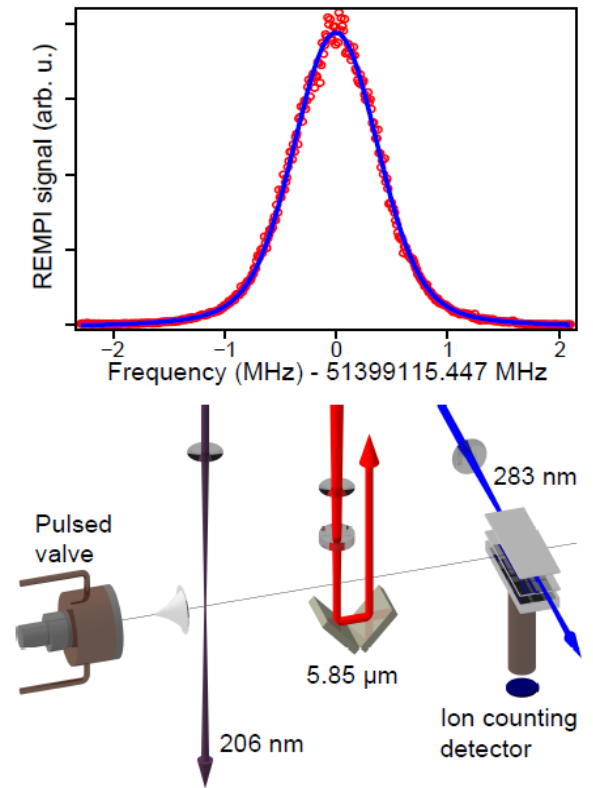 REMPI signal (arb. u.)
−2 −1 0 1 2
Frequency (MHz) - 51399115.447 MHz
283 nm
Pulsed
valve
5.85 μm
206 nm
Ion counting
detector